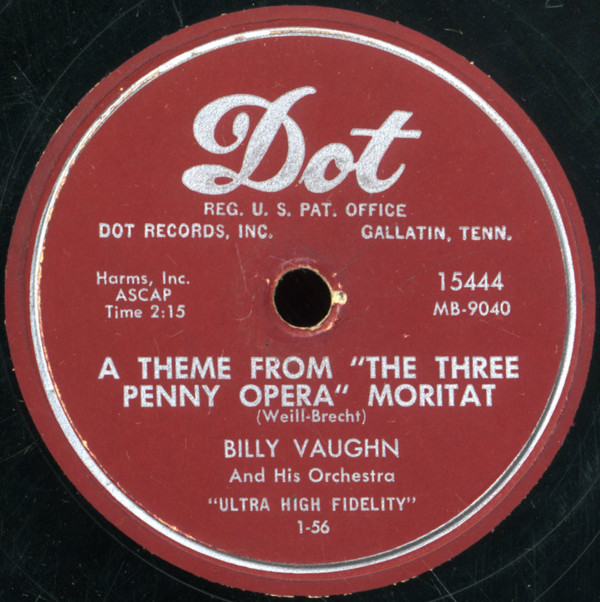 Dot
REG. U. S. PAT. OFFICE
DOT RECORDS, INC. GALLATIN, TENN.
Harms, Inc.
ASCAP
Time 2:15
15444
MB-9040
A THEME FROM "THE THREE
PENNY OPERA" MORITAT
(Weill-Brecht)
BILLY VAUGHN
And His Orchestra
"ULTRA HIGH FIDELITY"
1-56